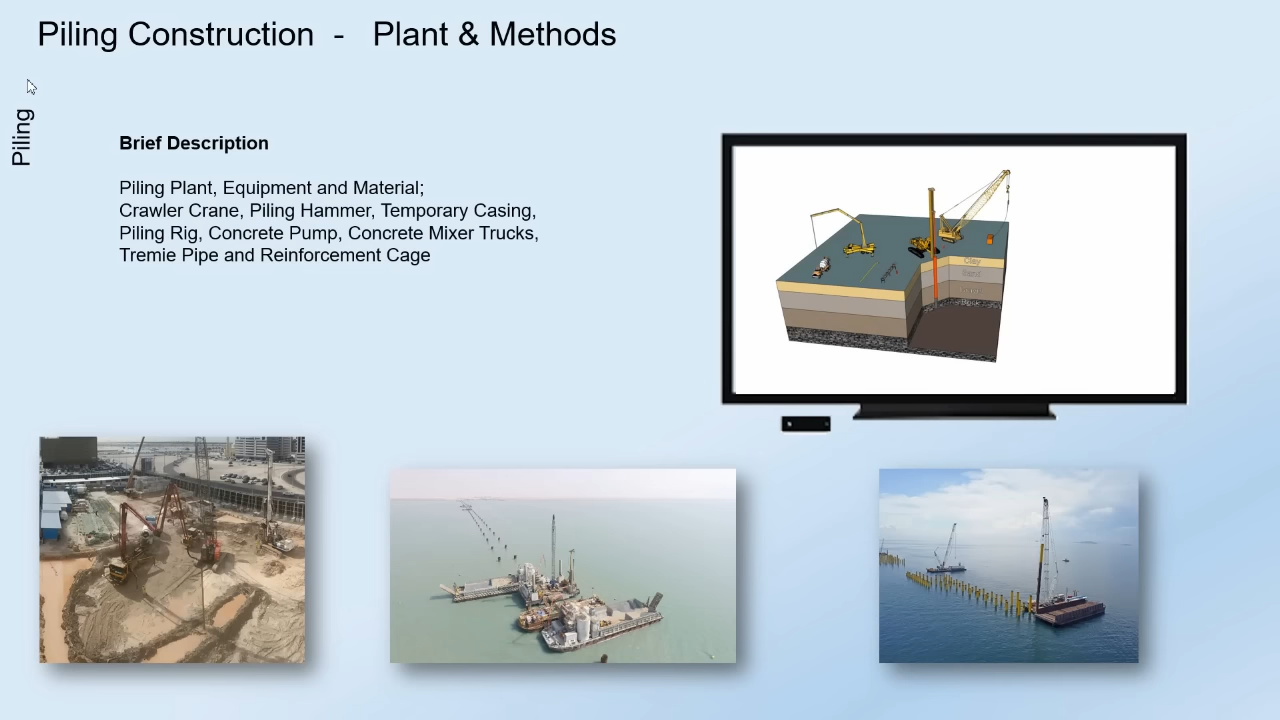 Piling Construction - Plant & Methods
Piling
Brief Description
Piling Plant, Equipment and Material;
Crawler Crane, Piling Hammer, Temporary Casing,
Piling Rig, Concrete Pump, Concrete Mixer Trucks,
Tremie Pipe and Reinforcement Cage
Clay
Sand